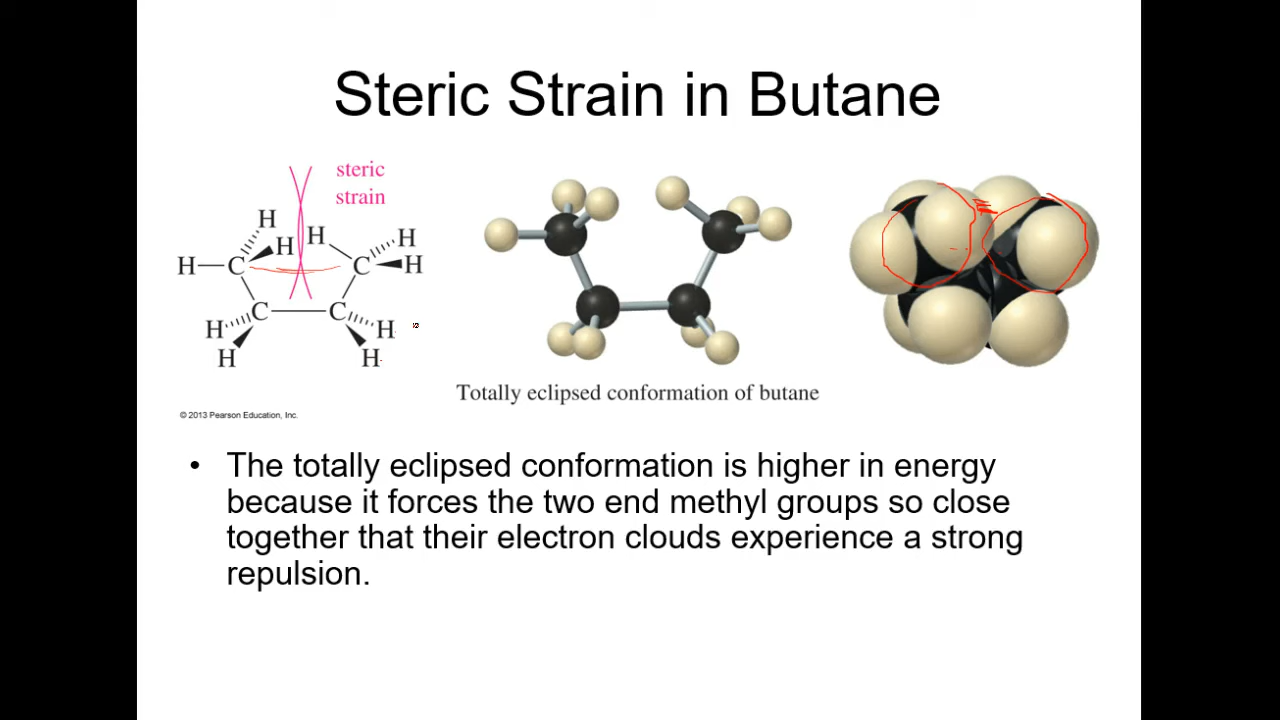 Steric Strain in Butane
steric
strain
H
H H H
H C C H
H C C H
H H
Totally eclipsed conformation of butane
© 2013 Pearson Education, Inc.
• The totally eclipsed conformation is higher in energy
because it forces the two end methyl groups so close
together that their electron clouds experience a strong
repulsion.